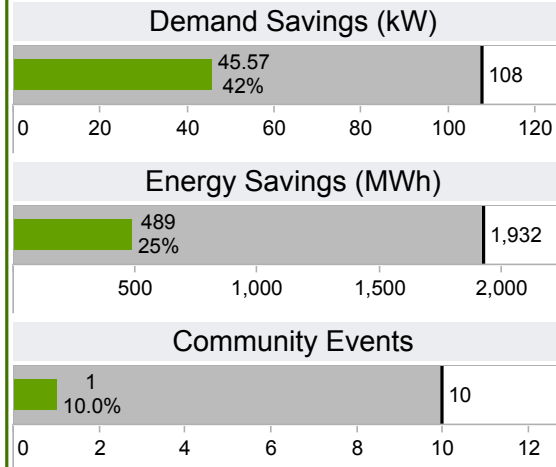 Demand Savings (kW)
45.57
42%
108
0 20 40 60 80 100 120
Energy Savings (MWh)
489
25%
1,932
500 1,000 1,500 2,000
Community Events
1
10.0%
10
0 2 4 6 8 10 12